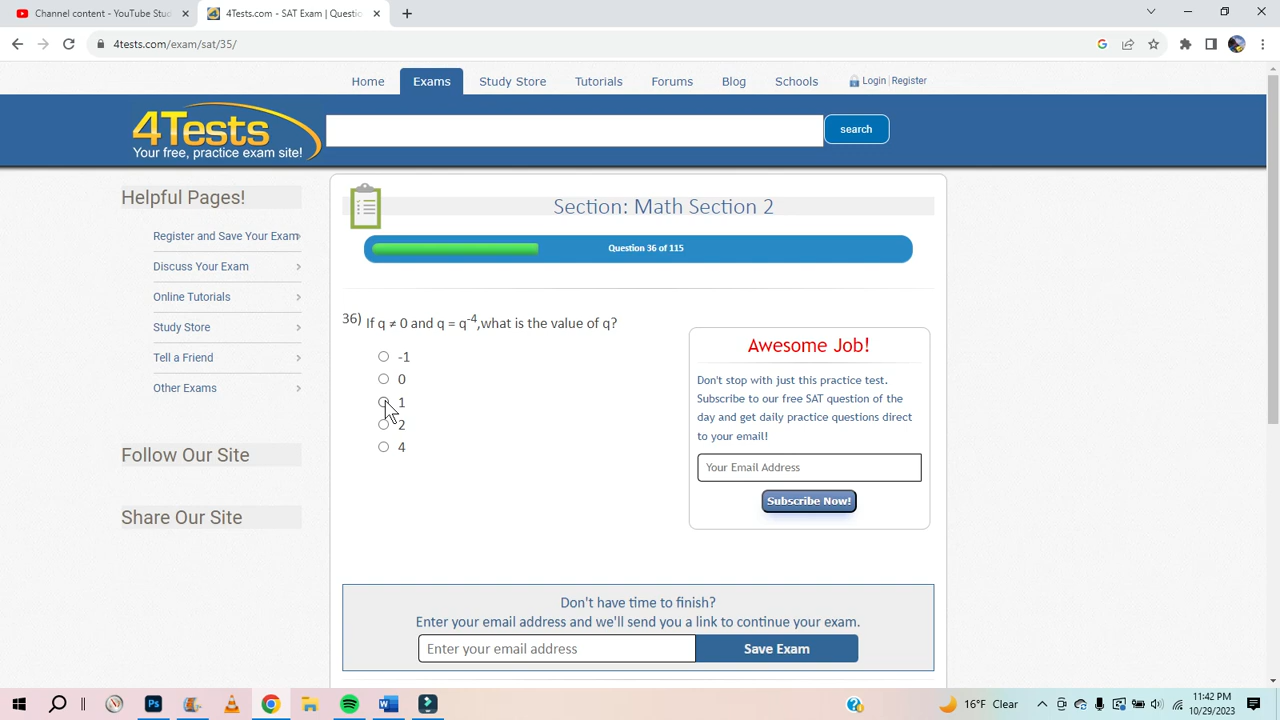 Channel content - YouTube Stud
4Tests.com - SAT Exam | Questio
4tests.com/exam/sat/35/
Home
Exams
Study Store
Tutorials
Forums
Blog
Schools
Login | Register
4Tests
Your free, practice exam site!
search
Helpful Pages!
Register and Save Your Exam
Discuss Your Exam
Online Tutorials
Study Store
Tell a Friend
Other Exams
Follow Our Site
Share Our Site
Section: Math Section 2
Question 36 of 115
36) If q ≠ 0 and q = q⁻⁴,what is the value of q?
-1
0
1
2
4
Awesome Job!
Don't stop with just this practice test.
Subscribe to our free SAT question of the
day and get daily practice questions direct
to your email!
Your Email Address
Subscribe Now!
Don't have time to finish?
Enter your email address and we'll send you a link to continue your exam.
Enter your email address
Save Exam
16°F Clear
11:42 PM
10/29/2023